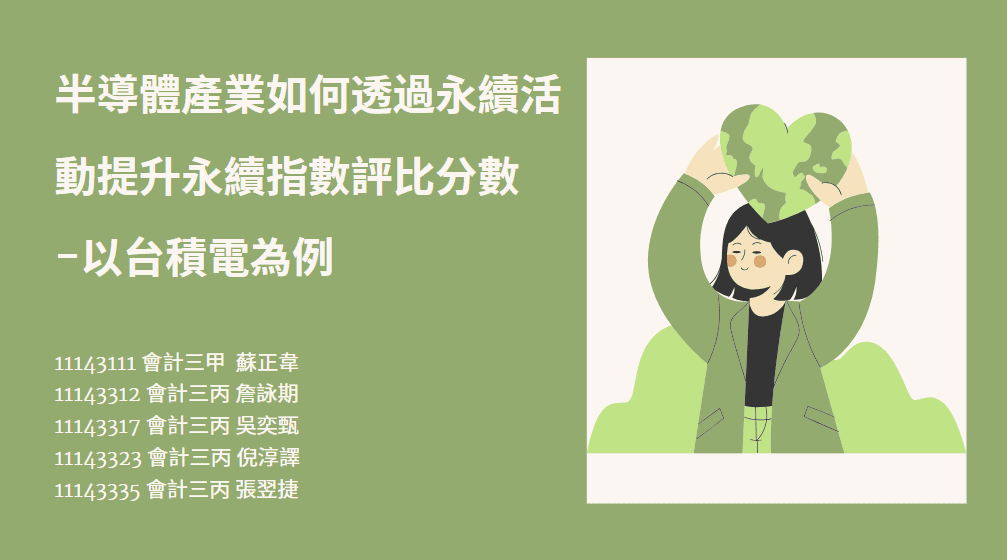 半導體產業如何透過永續活
動提升永續指數評比分數
-以台積電為例
11143111 會計三甲 蘇正韋
11143312 會計三丙 詹詠期
11143317 會計三丙 吳奕甄
11143323 會計三丙 倪淳譯
11143335 會計三丙 張翌捷